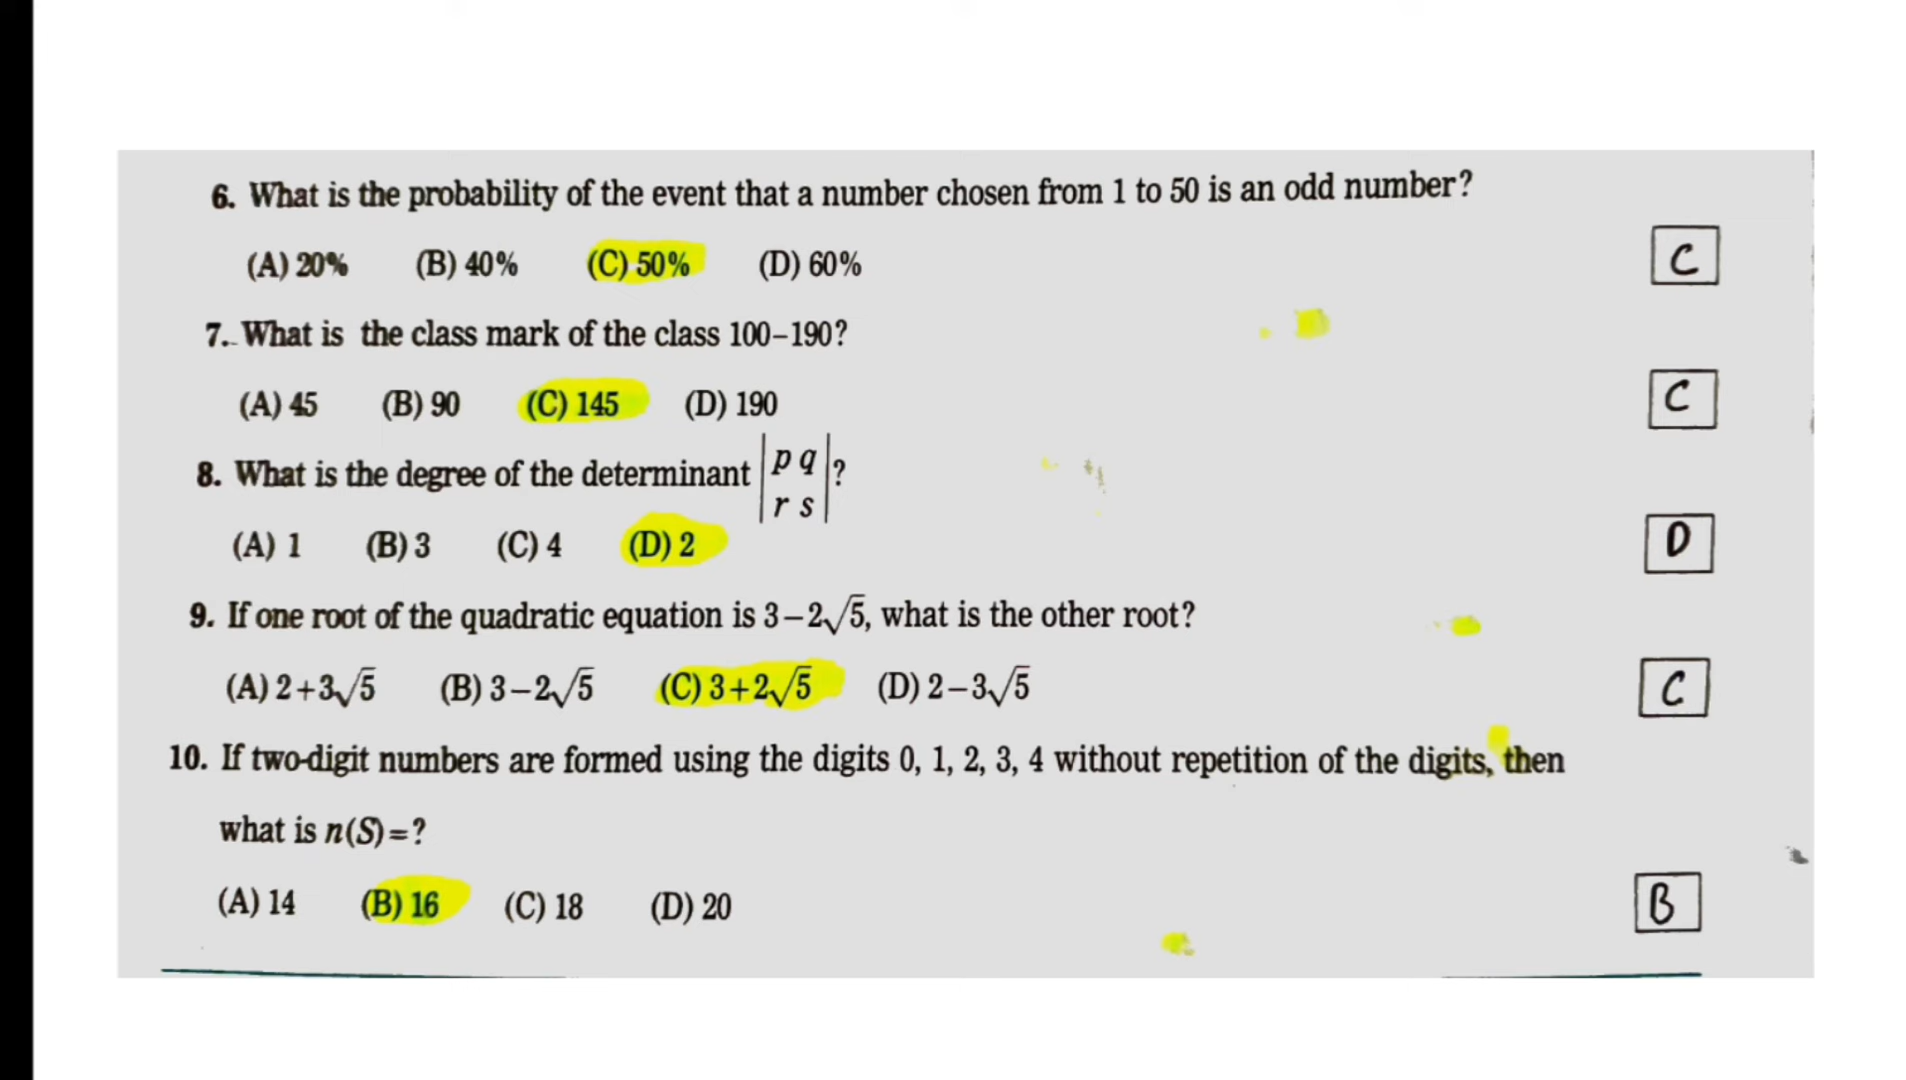 6. What is the probability of the event that a number chosen from 1 to 50 is an odd number?
(A) 20% (B) 40% (C) 50% (D) 60% C
7. What is the class mark of the class 100–190?
(A) 45 (B) 90 (C) 145 (D) 190 C
8. What is the degree of the determinant |p q|?
|r s|
(A) 1 (B) 3 (C) 4 (D) 2 D
9. If one root of the quadratic equation is 3–2√5, what is the other root?
(A) 2+3√5 (B) 3–2√5 (C) 3+2√5 (D) 2–3√5 C
10. If two-digit numbers are formed using the digits 0, 1, 2, 3, 4 without repetition of the digits, then
what is n(S)=?
(A) 14 (B) 16 (C) 18 (D) 20 B